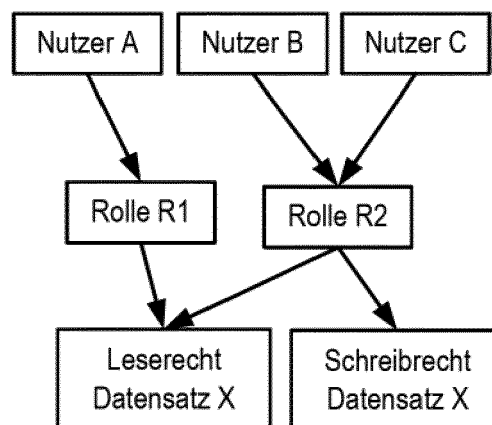 Nutzer A
Nutzer B
Nutzer C
Rolle R1
Rolle R2
Leserecht
Datensatz X
Schreibrecht
Datensatz X